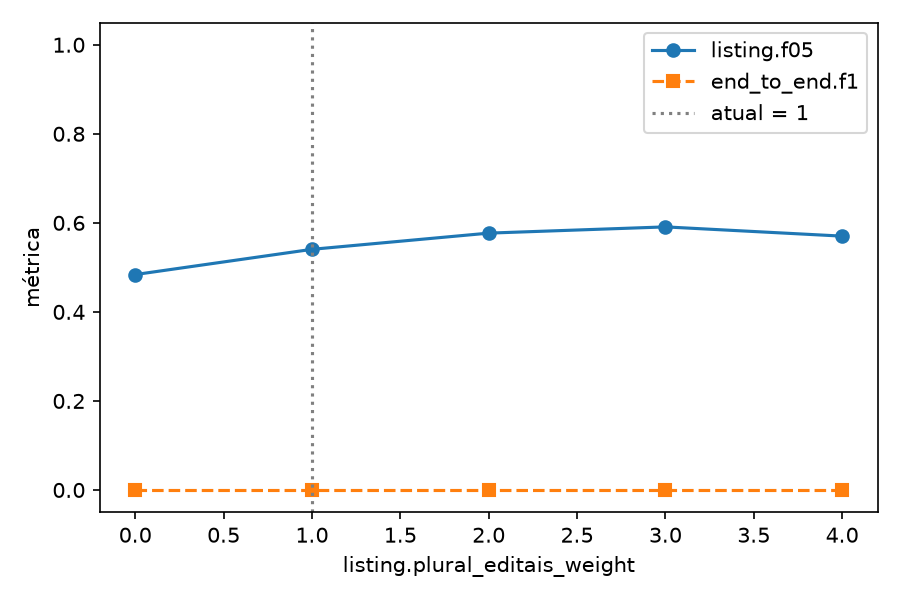 listing.f05
end_to_end.f1
atual = 1
métrica
1.0
0.8
0.6
0.4
0.2
0.0
0.0 0.5 1.0 1.5 2.0 2.5 3.0 3.5 4.0
listing.plural_editais_weight